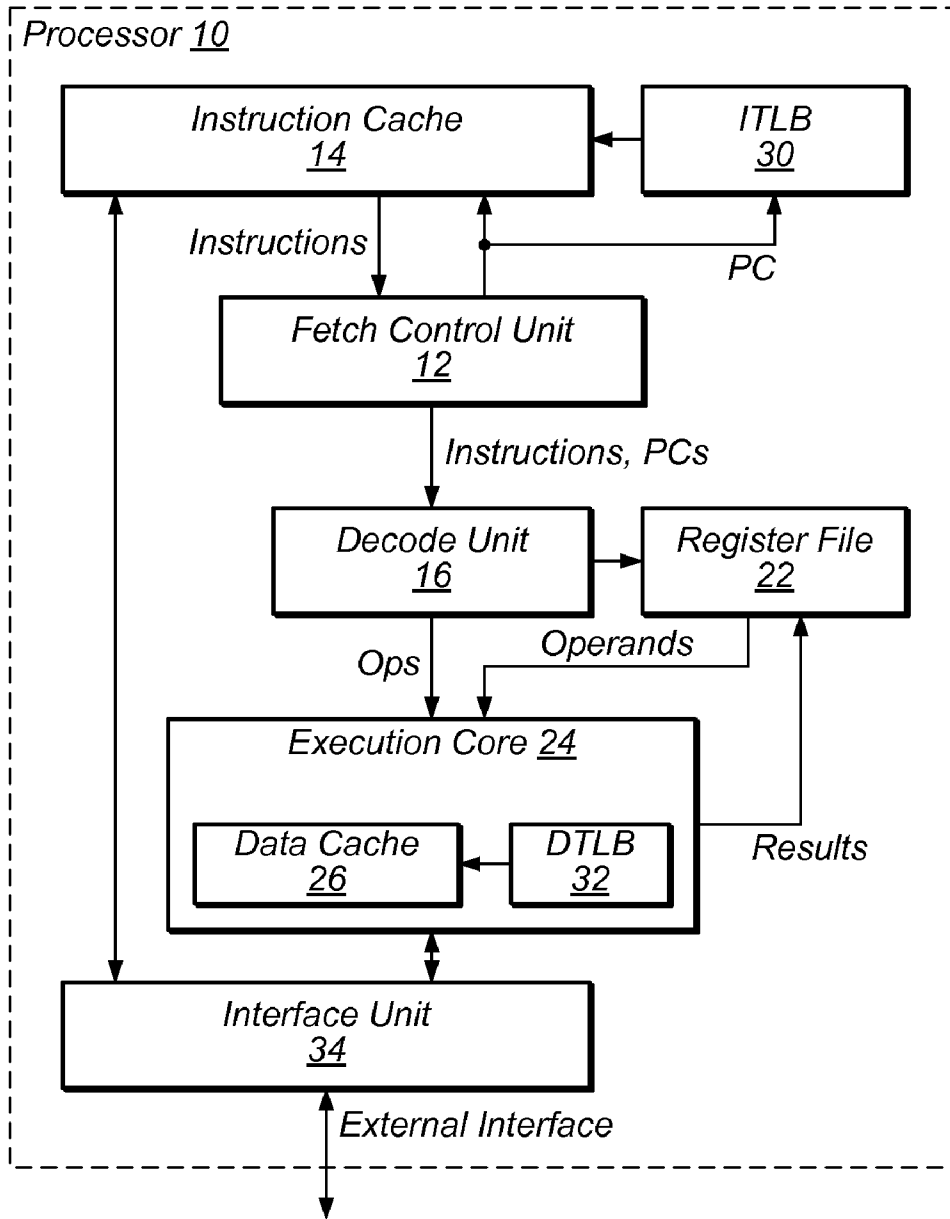 Processor 10
Instruction Cache
14
ITLB
30
Instructions
PC
Fetch Control Unit
12
Instructions, PCs
Decode Unit
16
Register File
22
Ops
Operands
Execution Core 24
Data Cache
26
DTLB
32
Results
Interface Unit
34
External Interface